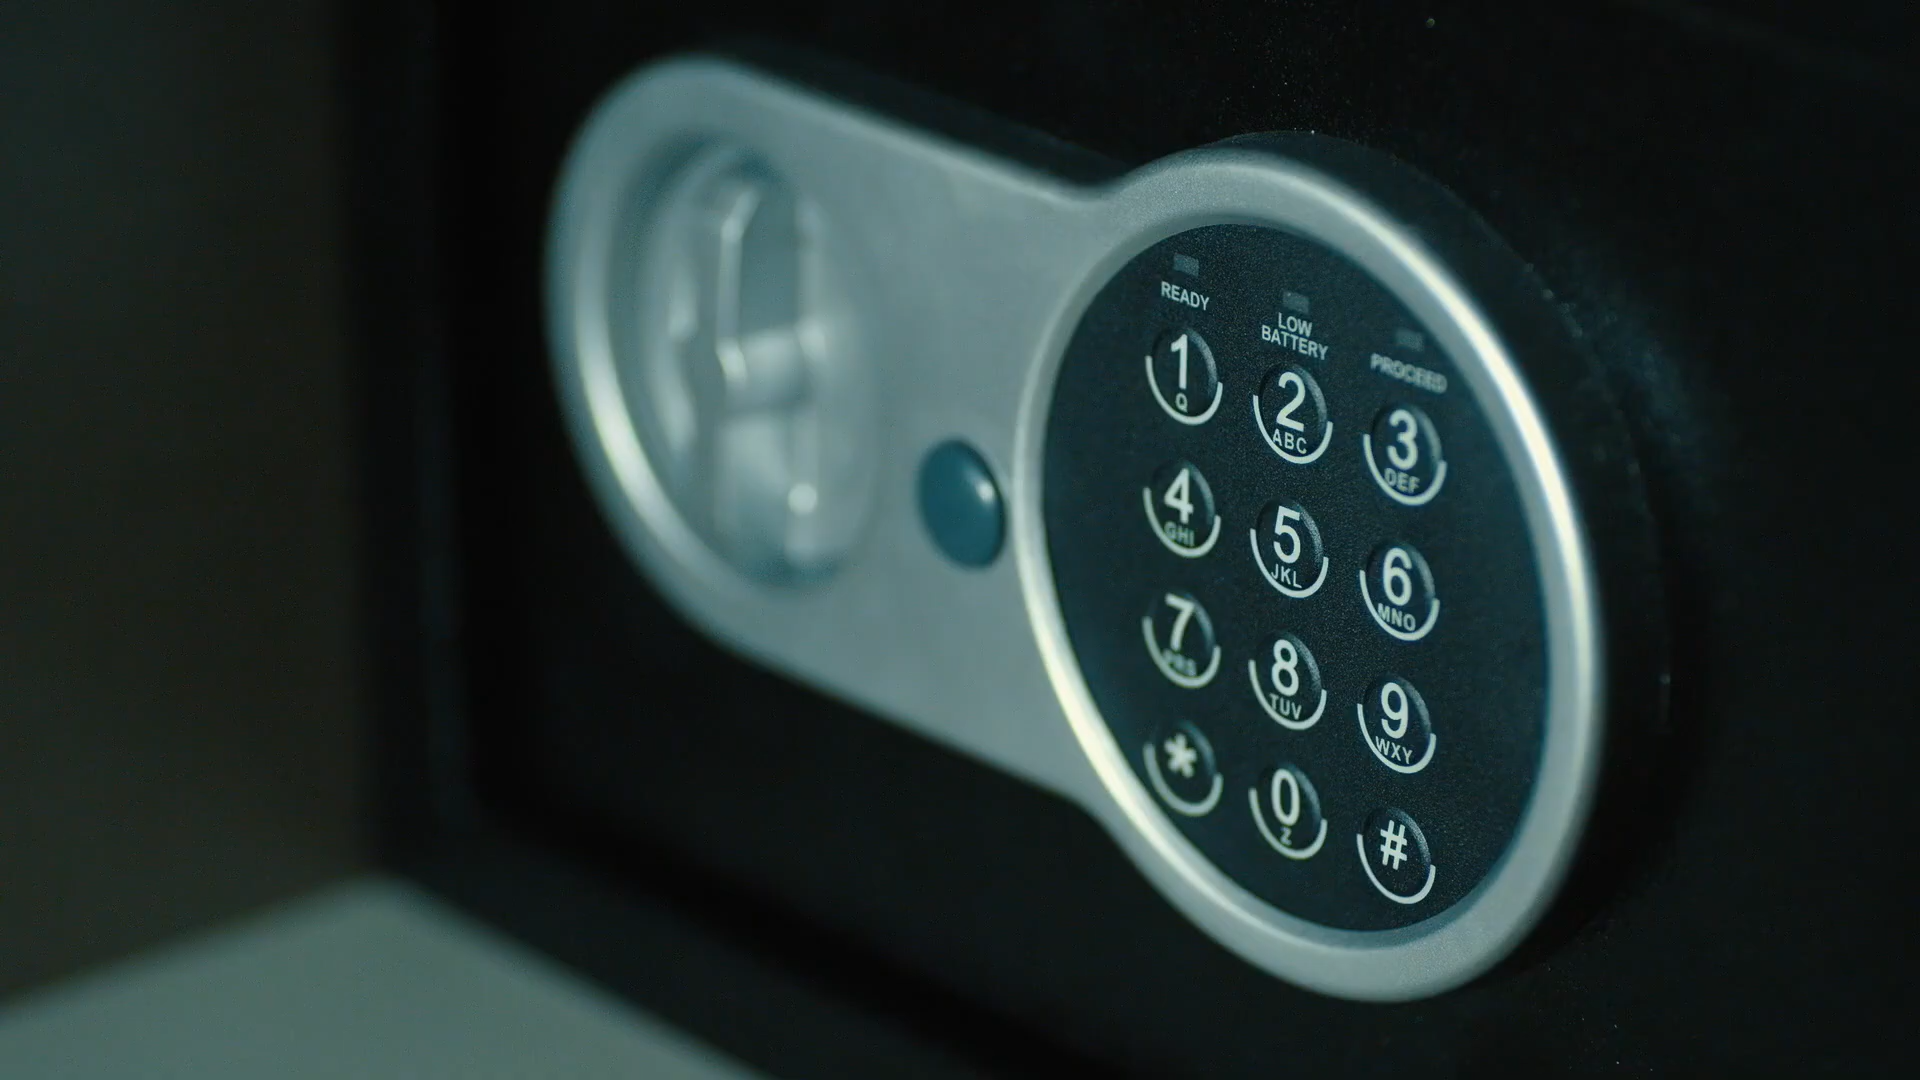 READY
LOW
BATTERY
PROCEED
1
Q
2
ABC
3
DEF
4
GHI
5
JKL
6
MNO
7
PRS
8
TUV
9
WXY
*
0
Z
#